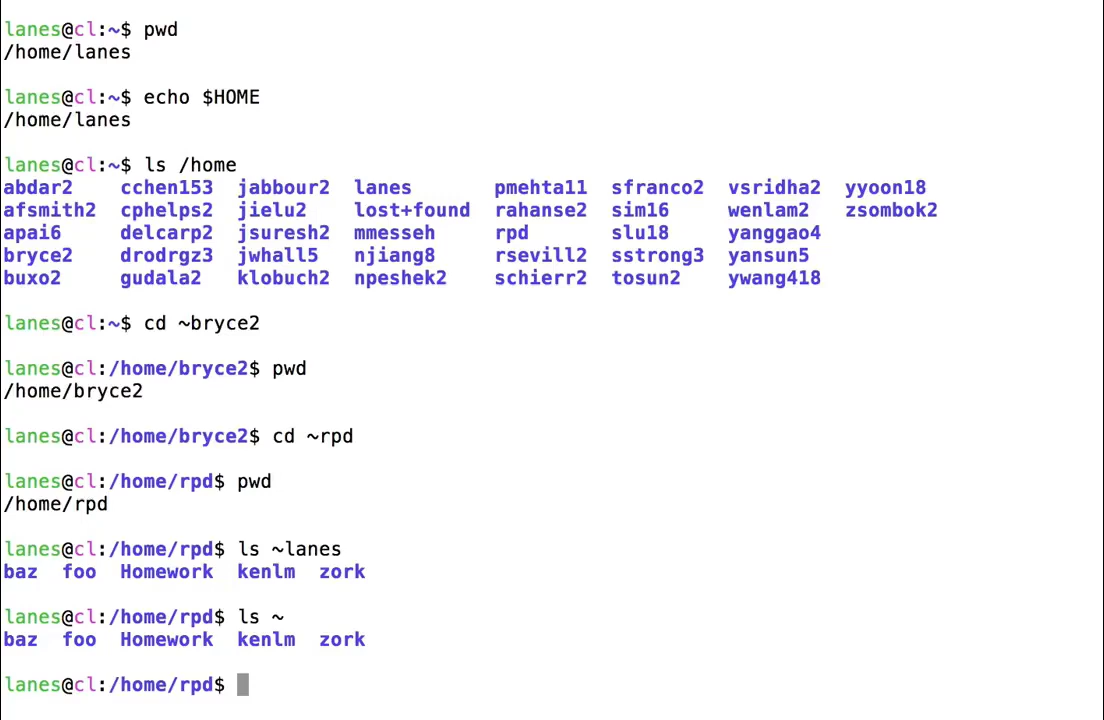 lanes@cl:~$ pwd
/home/lanes
lanes@cl:~$ echo $HOME
/home/lanes
lanes@cl:~$ ls /home
abdar2 cchen153 jabbour2 lanes pmehta11 sfranco2 vsridha2 yyoon18
afsmith2 cphelps2 jielu2 lost+found rahanse2 sim16 wenlam2 zsombok2
apai6 delcarp2 jsuresh2 mmesseh rpd slu18 yanggao4
bryce2 drodrgz3 jwhall5 njiang8 rsevill2 sstrong3 yansun5
buxo2 gudala2 klobuch2 npeshek2 schierr2 tosun2 ywang418
lanes@cl:~$ cd ~bryce2
lanes@cl:/home/bryce2$ pwd
/home/bryce2
lanes@cl:/home/bryce2$ cd ~rpd
lanes@cl:/home/rpd$ pwd
/home/rpd
lanes@cl:/home/rpd$ ls ~lanes
baz foo Homework kenlm zork
lanes@cl:/home/rpd$ ls ~
baz foo Homework kenlm zork
lanes@cl:/home/rpd$